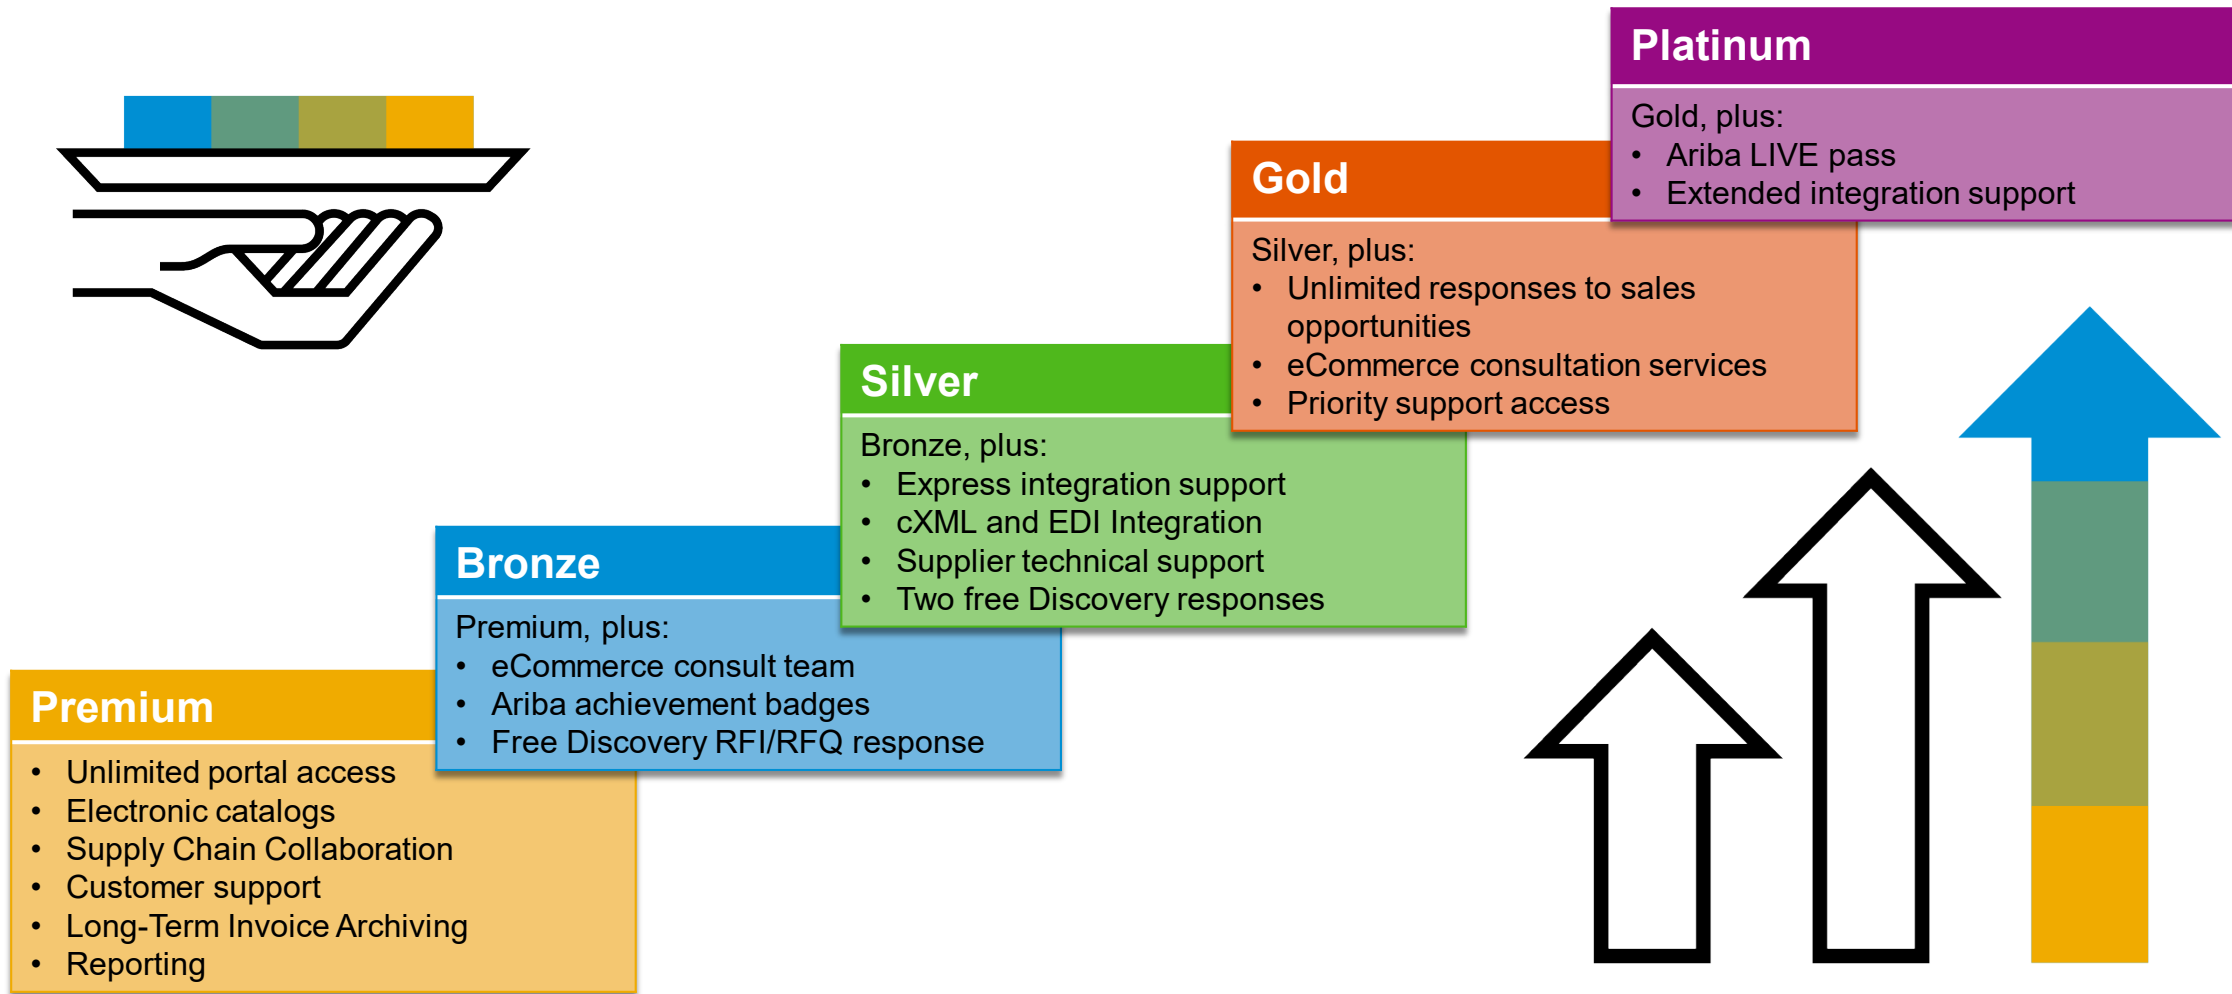 Platinum
Gold, plus:
• Ariba LIVE pass
• Extended integration support
Gold
Silver, plus:
• Unlimited responses to sales
opportunities
• eCommerce consultation services
• Priority support access
Silver
Bronze, plus:
• Express integration support
• cXML and EDI Integration
• Supplier technical support
• Two free Discovery responses
Bronze
Premium, plus:
• eCommerce consult team
• Ariba achievement badges
• Free Discovery RFI/RFQ response
Premium
• Unlimited portal access
• Electronic catalogs
• Supply Chain Collaboration
• Customer support
• Long-Term Invoice Archiving
• Reporting